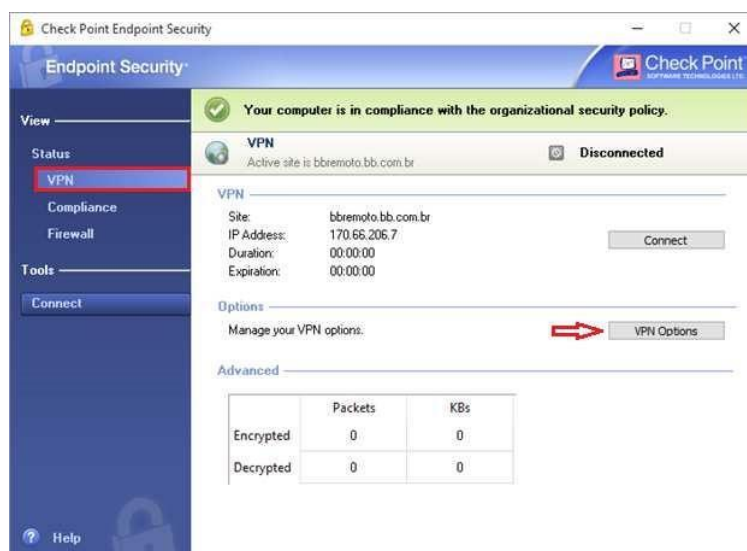 Check Point Endpoint Security
Endpoint Security
Check Point
SOFTWARE TECHNOLOGIES LTD.
View
Status
VPN
Compliance
Firewall
Tools
Connect
Help
Your computer is in compliance with the organizational security policy.
VPN
Active site is bbremoto.bb.com.br
Disconnected
VPN
Site: bbremoto.bb.com.br
IP Address: 170.66.206.7
Duration: 00:00:00
Expiration: 00:00:00
Connect
Options
Manage your VPN options.
VPN Options
Advanced
Packets KBs
Encrypted 0 0
Decrypted 0 0